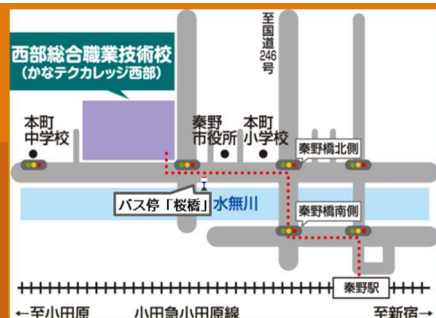 西部総合職業技術校
(かなテクカレッジ西部)
至国道246号
本町
中学校
秦野
市役所
本町
小学校
秦野橋北側
バス停「桜橋」
水無川
秦野橋南側
秦野駅
←至小田原
小田急小田原線
至新宿→